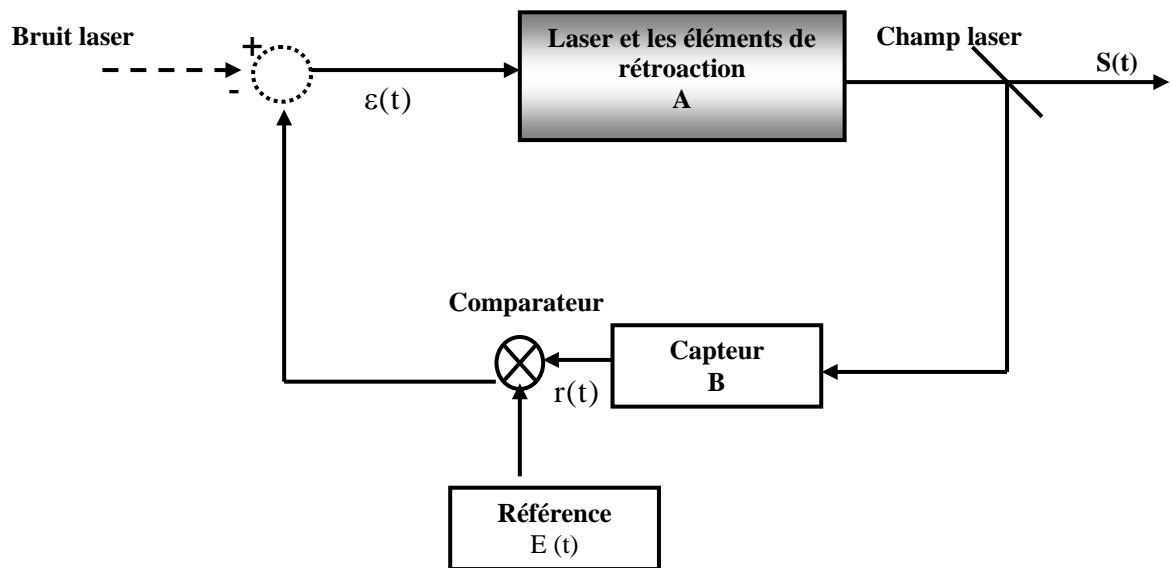 Bruit laser
+
-
ε(t)
Laser et les éléments de
rétroaction
A
Champ laser
S(t)
Comparateur
r(t)
Capteur
B
Référence
E (t)